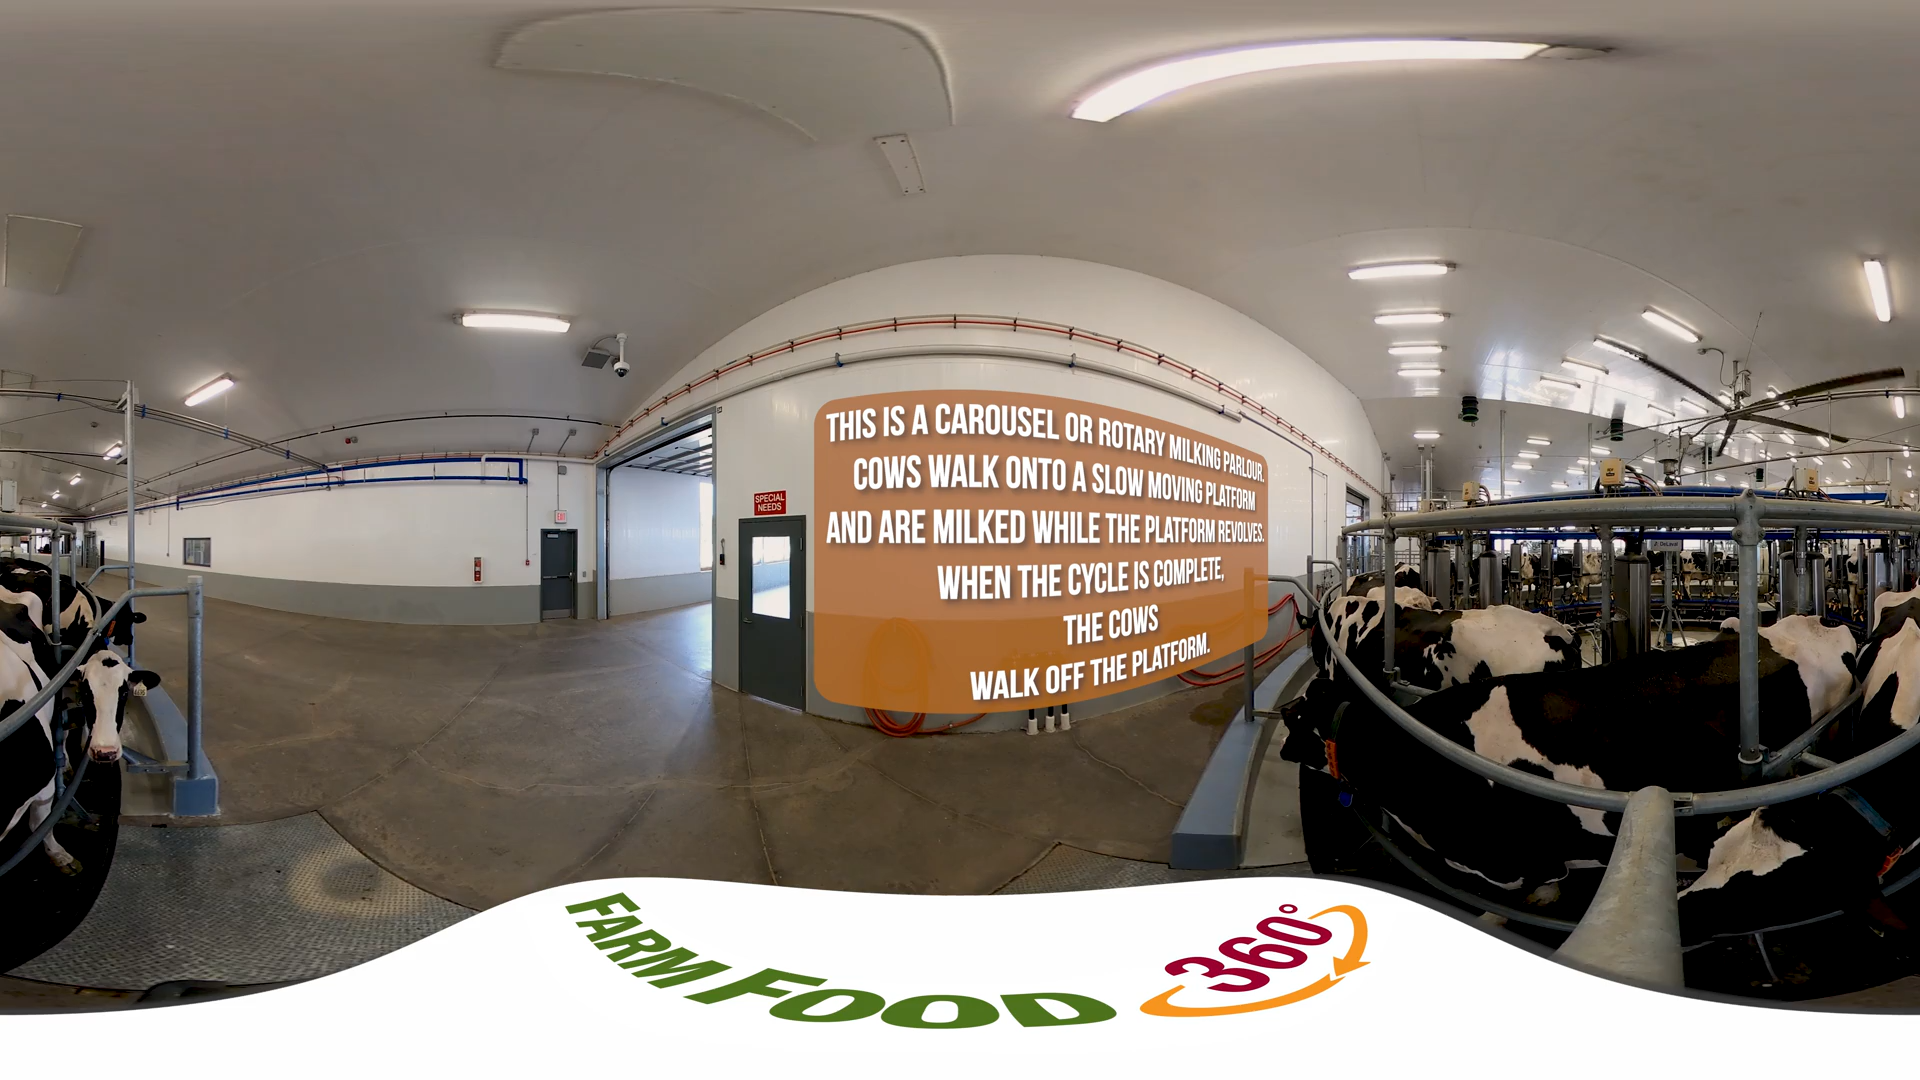 SPECIAL
NEEDS
EXIT
THIS IS A CAROUSEL OR ROTARY MILKING PARLOUR.
COWS WALK ONTO A SLOW MOVING PLATFORM
AND ARE MILKED WHILE THE PLATFORM REVOLVES.
WHEN THE CYCLE IS COMPLETE,
THE COWS
WALK OFF THE PLATFORM.
FARM FOOD 360°